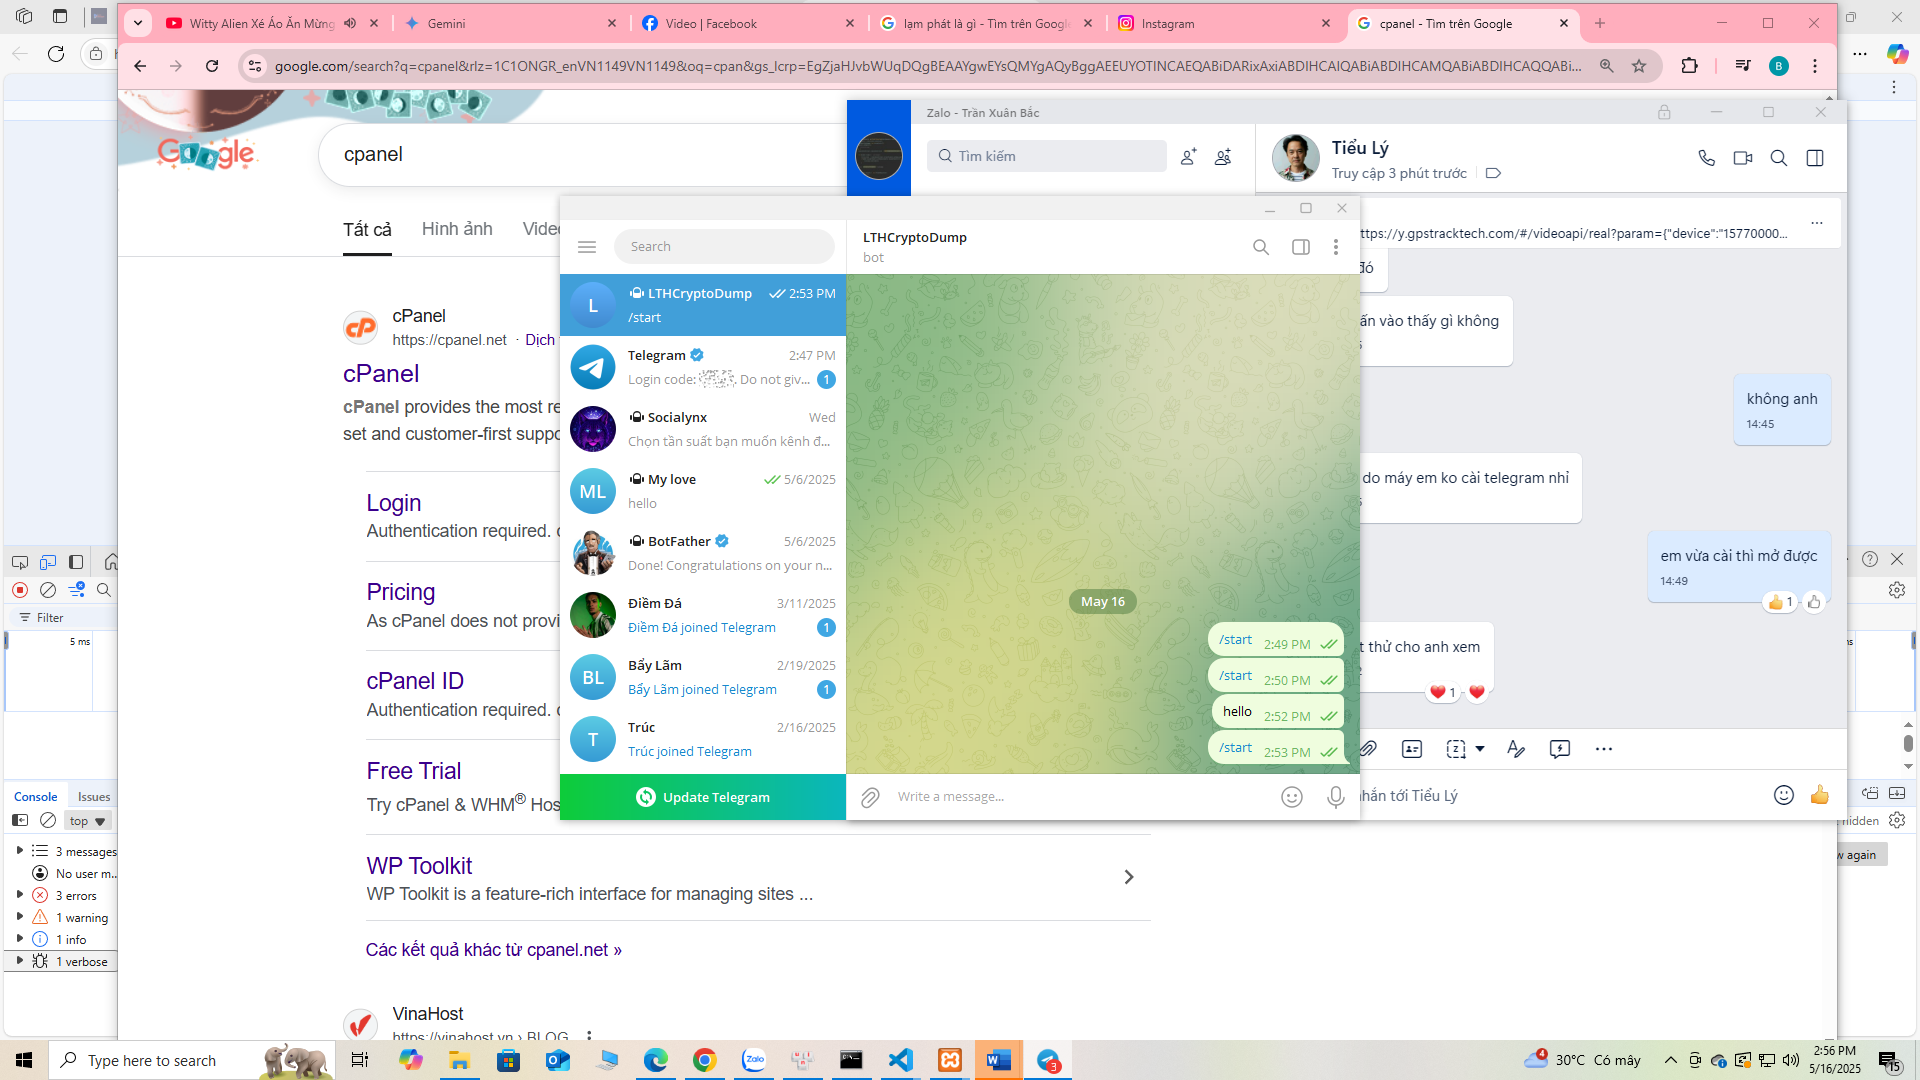 Witty Alien Xé Áo Ăn Mừng
Gemini
Video | Facebook
lạm phát là gì - Tìm trên Google
Instagram
cpanel - Tìm trên Google
google.com/search?q=cpanel&rlz=1C1ONGR_enVN1149VN1149&oq=cpan&gs_lcrp=EgZjaHJvbWUqDQgBEAAYgwEYsQMYgAQyBggAEEUYOTINCAEQABiDARixAxiABDIHCAIQABiABDIHCAMQABiABDIHCAQQABi...
B
Google
cpanel
Tất cả
Hình ảnh
cPanel
https://cpanel.net · Dịch
cPanel
cPanel provides the most
set and customer-first
Login
Authentication required.
Pricing
As cPanel does not
cPanel ID
Authentication required.
Free Trial
Try cPanel & WHM®
WP Toolkit
WP Toolkit is a feature-rich interface for managing sites ...
Các kết quả khác từ cpanel.net »
VinaHost
https://vinahost.vn › BLOG
Zalo - Trần Xuân Bắc
Tìm kiếm
Tiểu Lý
Truy cập 3 phút trước
ttps://y.gpstracktech.com/#/videoapi/real?param={"device":"15770000...
vào thấy gì không
không anh
14:45
do máy em ko cài telegram nhỉ
em vừa cài thì mở được
14:49
1
thử cho anh xem
1
tới Tiểu Lý
Search
L
LTHCryptoDump
2:53 PM
/start
Telegram
2:47 PM
Login code:
. Do not giv...
1
Socialynx
Wed
Chọn tần suất bạn muốn kênh đ...
ML
My love
5/6/2025
hello
BotFather
5/6/2025
Done! Congratulations on your n...
Điềm Đá
3/11/2025
Điềm Đá joined Telegram
1
BL
Bẩy Lãm
2/19/2025
Bẩy Lãm joined Telegram
1
T
Trúc
2/16/2025
Trúc joined Telegram
Update Telegram
LTHCryptoDump
bot
May 16
/start 2:49 PM
/start 2:50 PM
hello 2:52 PM
/start 2:53 PM
Write a message...
Filter
5 ms
Console
Issues
top
3 messages
No user m...
3 errors
1 warning
1 info
1 verbose
hidden
again
Type here to search
Zalo
3
4
30°C Có mây
2:56 PM
5/16/2025
15